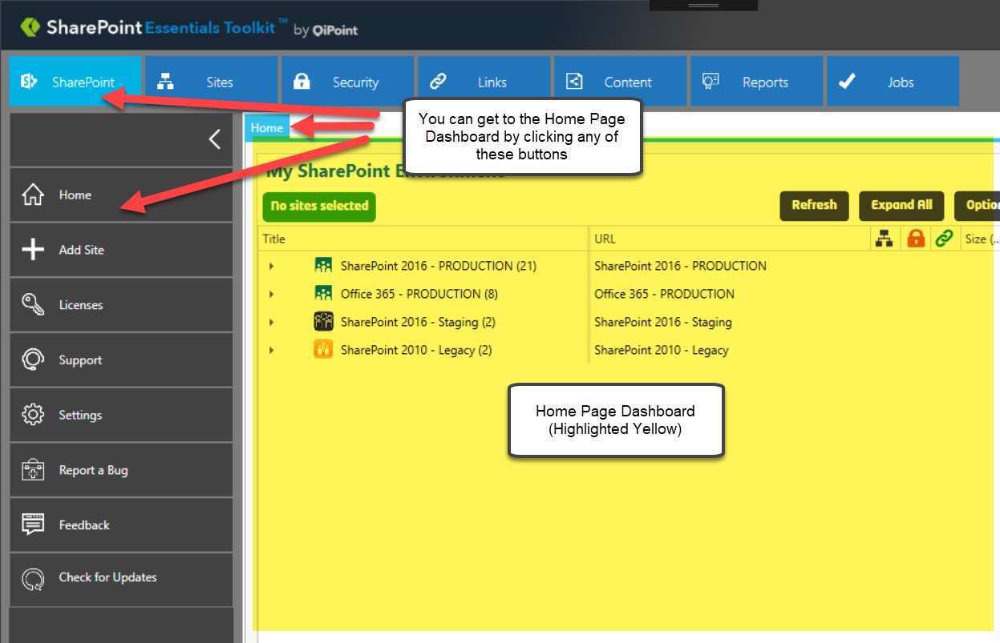 SharePoint Essentials Toolkit™ by QiPoint
SharePoint
Sites
Security
Links
Content
Reports
Jobs
You can get to the Home Page
Dashboard by clicking any of
these buttons
Home
My SharePoint Environment
No sites selected
Refresh
Expand All
Optio
Title
URL
Size (...
SharePoint 2016 - PRODUCTION (21)
SharePoint 2016 - PRODUCTION
Office 365 - PRODUCTION (8)
Office 365 - PRODUCTION
SharePoint 2016 - Staging (2)
SharePoint 2016 - Staging
SharePoint 2010 - Legacy (2)
SharePoint 2010 - Legacy
Home Page Dashboard
(Highlighted Yellow)
Home
Add Site
Licenses
Support
Settings
Report a Bug
Feedback
Check for Updates